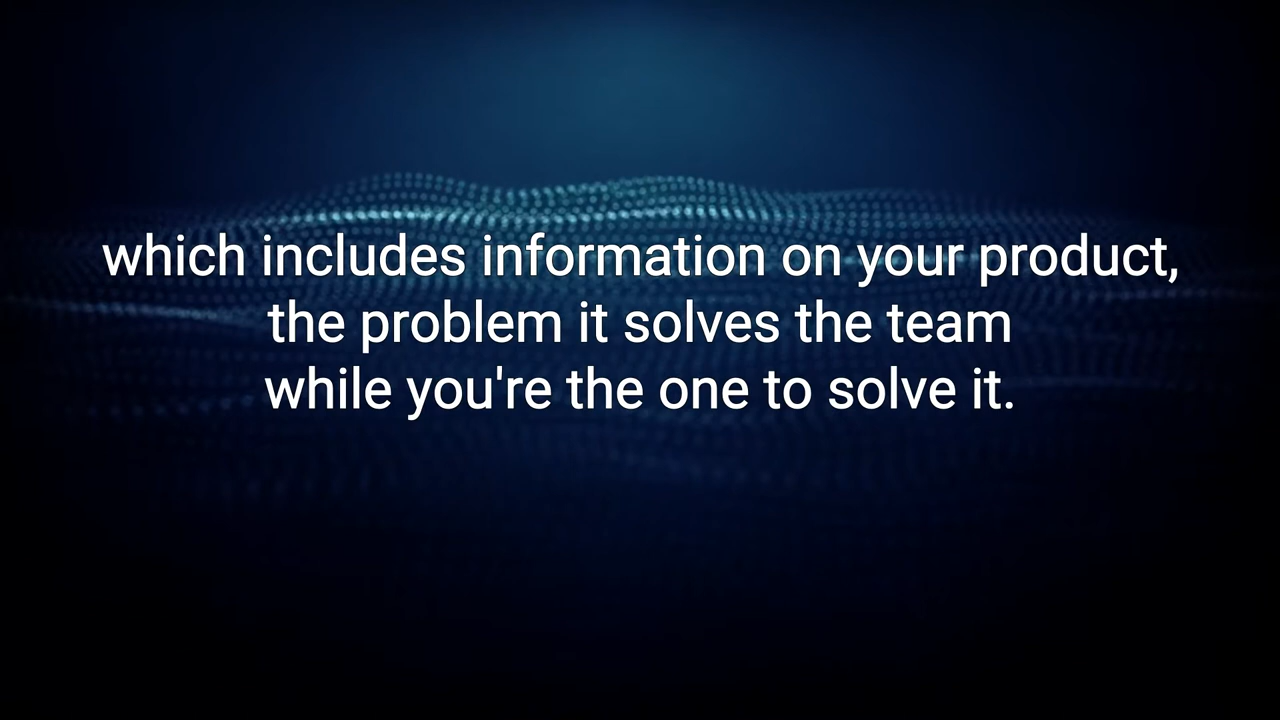 which includes information on your product,
the problem it solves the team
while you're the one to solve it.